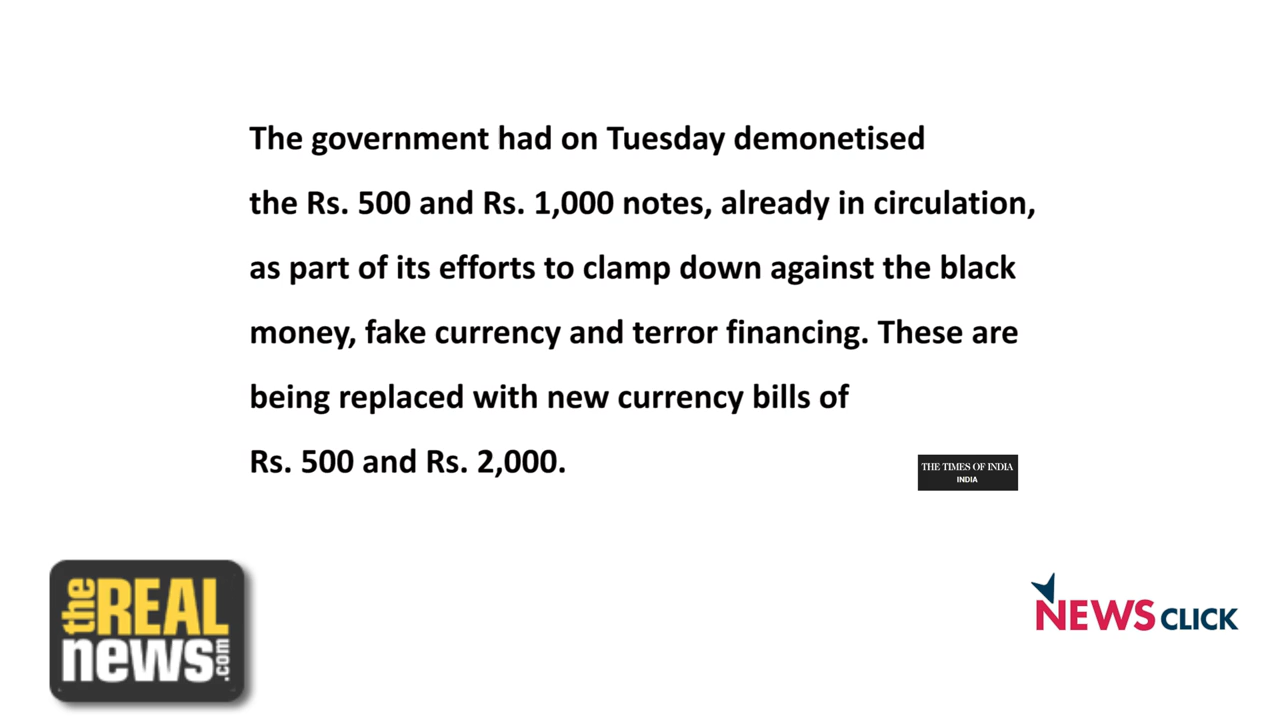 The government had on Tuesday demonetised
the Rs. 500 and Rs. 1,000 notes, already in circulation,
as part of its efforts to clamp down against the black
money, fake currency and terror financing. These are
being replaced with new currency bills of
Rs. 500 and Rs. 2,000.
THE TIMES OF INDIA
INDIA
the REAL
news.com
NEWSCLICK